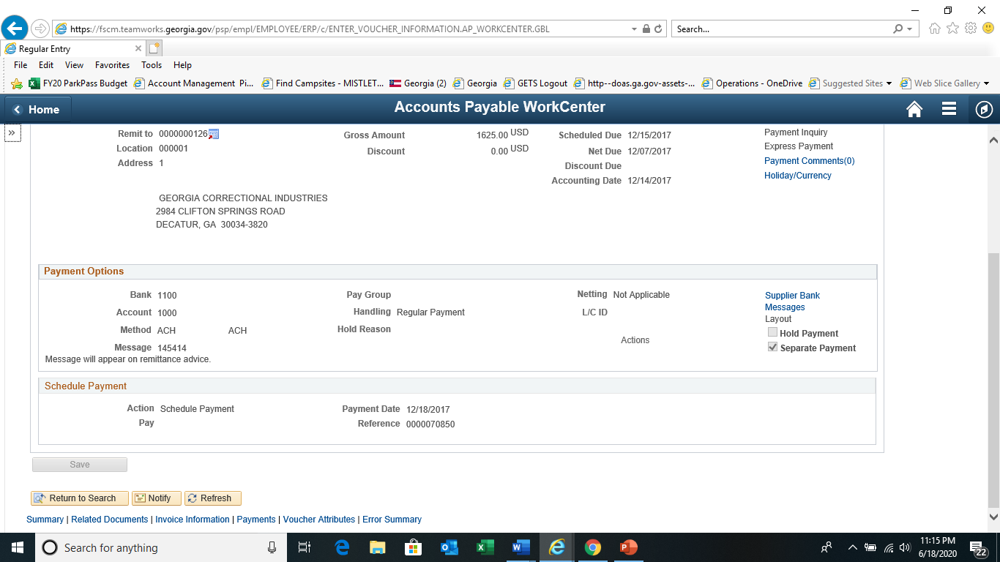 https://fscm.teamworks.georgia.gov/psp/empl/EMPLOYEE/ERP/c/ENTER_VOUCHER_INFORMATION.AP_WORKCENTER.GBL
Search...
Regular Entry
File Edit View Favorites Tools Help
FY20 ParkPass Budget Account Management Pi... Find Campsites - MISTLET... Georgia (2) Georgia GETS Logout http--doas.ga.gov-assets-... Operations - OneDrive Suggested Sites Web Slice Gallery
Home Accounts Payable WorkCenter
Remit to 0000000126 Gross Amount 1625.00 USD Scheduled Due 12/15/2017 Payment Inquiry
Location 000001 Discount 0.00 USD Net Due 12/07/2017 Express Payment
Address 1 Discount Due Payment Comments(0)
Accounting Date 12/14/2017 Holiday/Currency
GEORGIA CORRECTIONAL INDUSTRIES
2984 CLIFTON SPRINGS ROAD
DECATUR, GA 30034-3820
Payment Options
Bank 1100 Pay Group Netting Not Applicable Supplier Bank
Account 1000 Handling Regular Payment L/C ID Messages
Layout
Method ACH ACH Hold Reason Hold Payment
Actions
Message 145414 Separate Payment
Message will appear on remittance advice.
Schedule Payment
Action Schedule Payment Payment Date 12/18/2017
Pay Reference 0000070850
Save
Return to Search Notify Refresh
Summary | Related Documents | Invoice Information | Payments | Voucher Attributes | Error Summary
Search for anything
11:15 PM
6/18/2020
22